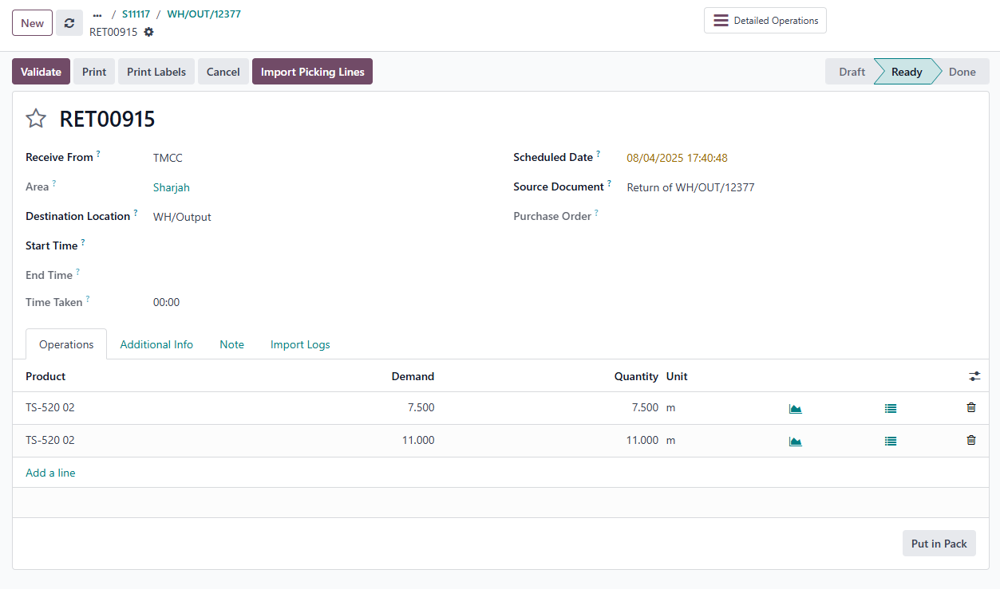 New
... / S11117 / WH/OUT/12377
RET00915
Detailed Operations
Validate Print Print Labels Cancel Import Picking Lines
Draft Ready Done
RET00915
Receive From ? TMCC
Scheduled Date ? 08/04/2025 17:40:48
Area ? Sharjah
Source Document ? Return of WH/OUT/12377
Destination Location ? WH/Output
Purchase Order ?
Start Time ?
End Time ?
Time Taken ? 00:00
Operations Additional Info Note Import Logs
Product Demand Quantity Unit
TS-520 02 7.500 7.500 m
TS-520 02 11.000 11.000 m
Add a line
Put in Pack